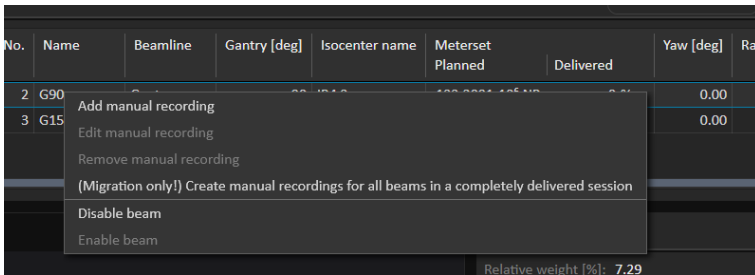 No. Name Beamline Gantry [deg] Isocenter name Meterset Yaw [deg]
Planned Delivered
2 G90 0.00
3 G15 0.00
Add manual recording
Edit manual recording
Remove manual recording
(Migration only!) Create manual recordings for all beams in a completely delivered session
Disable beam
Enable beam
Relative weight [%]: 7.29